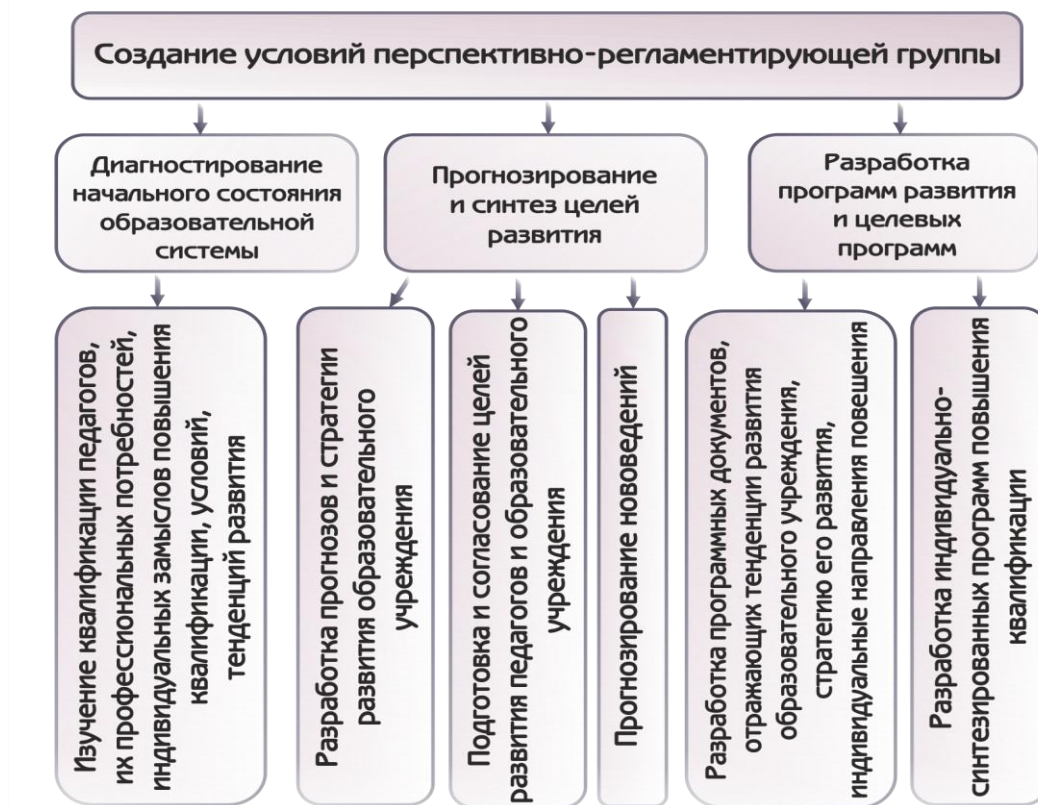 Создание условий перспективно-регламентирующей группы
Диагностирование
начального состояния
образовательной
системы
Прогнозирование
и синтез целей
развития
Разработка
программ развития
и целевых
программ
Изучение квалификации педагогов,
их профессиональных потребностей,
индивидуальных замыслов повышения
квалификации, условий,
тенденций развития
Разработка прогнозов и стратегии
развития образовательного
учреждения
Подготовка и согласование целей
развития педагогов и образовательного
учреждения
Прогнозирование нововедений
Разработка программных документов,
отражающих тенденции развития
образовательного учреждения,
стратегию его развития,
индивидуальные направления повешения
Разработка индивидуально-
синтезированных программ повышения
квалификации